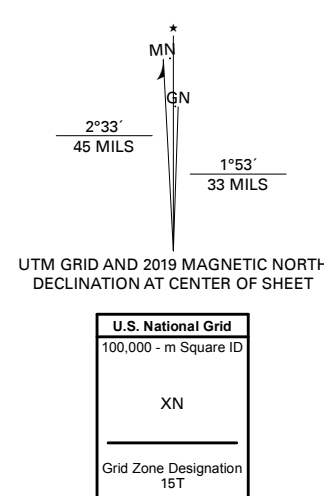 ★
MN
GN
2°33´
45 MILS
1°53´
33 MILS
UTM GRID AND 2019 MAGNETIC NORTH
DECLINATION AT CENTER OF SHEET
U.S. National Grid
100,000 - m Square ID
XN
Grid Zone Designation
15T